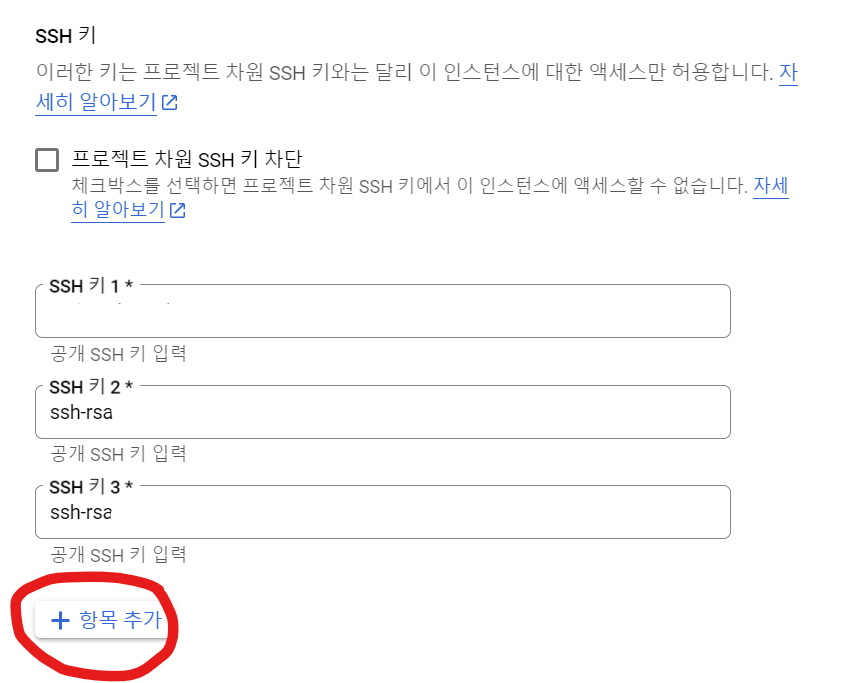 SSH 키
이러한 키는 프로젝트 차원 SSH 키와는 달리 이 인스턴스에 대한 액세스만 허용합니다. 자
세히 알아보기
프로젝트 차원 SSH 키 차단
체크박스를 선택하면 프로젝트 차원 SSH 키에서 이 인스턴스에 액세스할 수 없습니다. 자세
히 알아보기
SSH 키 1 *
공개 SSH 키 입력
SSH 키 2 *
ssh-rsa
공개 SSH 키 입력
SSH 키 3 *
ssh-rsa
공개 SSH 키 입력
+ 항목 추가